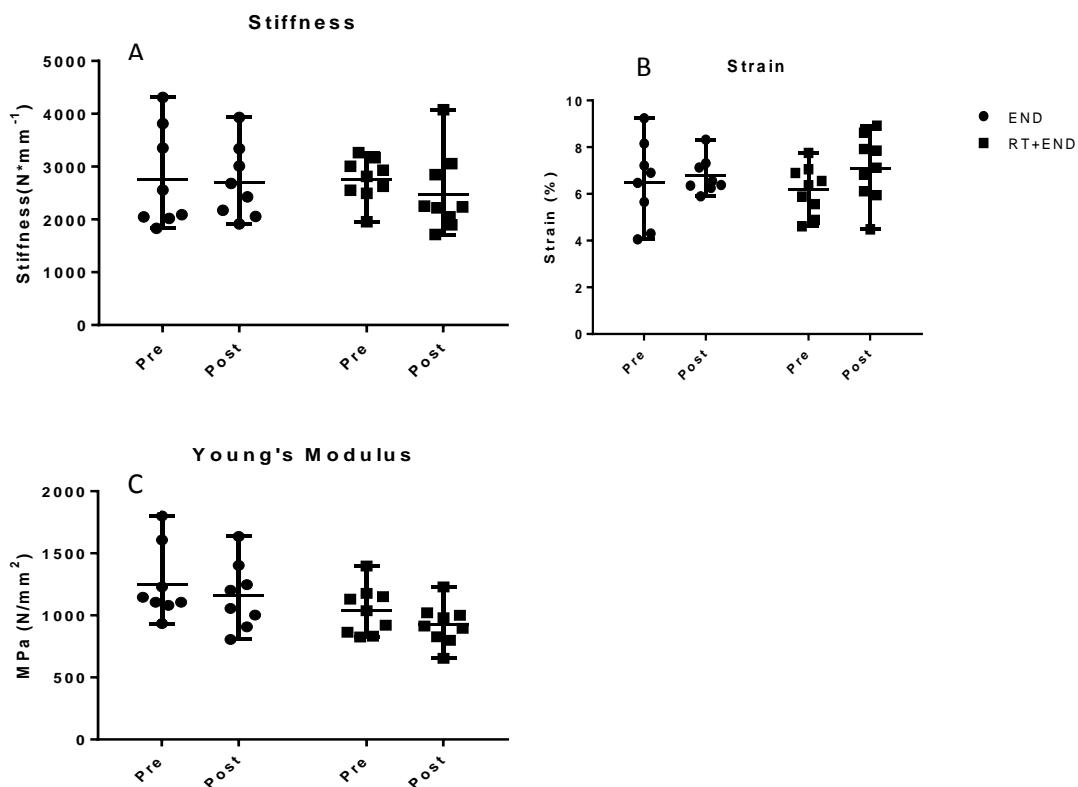 Stiffness
A
Stiffness(N*mm-1)
5000
4000
3000
2000
1000
0
Pre
Post
Pre
Post
B
Strain
Strain (%)
10
8
6
4
2
0
Pre
Post
Pre
Post
END
RT+END
Young's Modulus
C
MPa (N/mm2)
2000
1500
1000
500
0
Pre
Post
Pre
Post